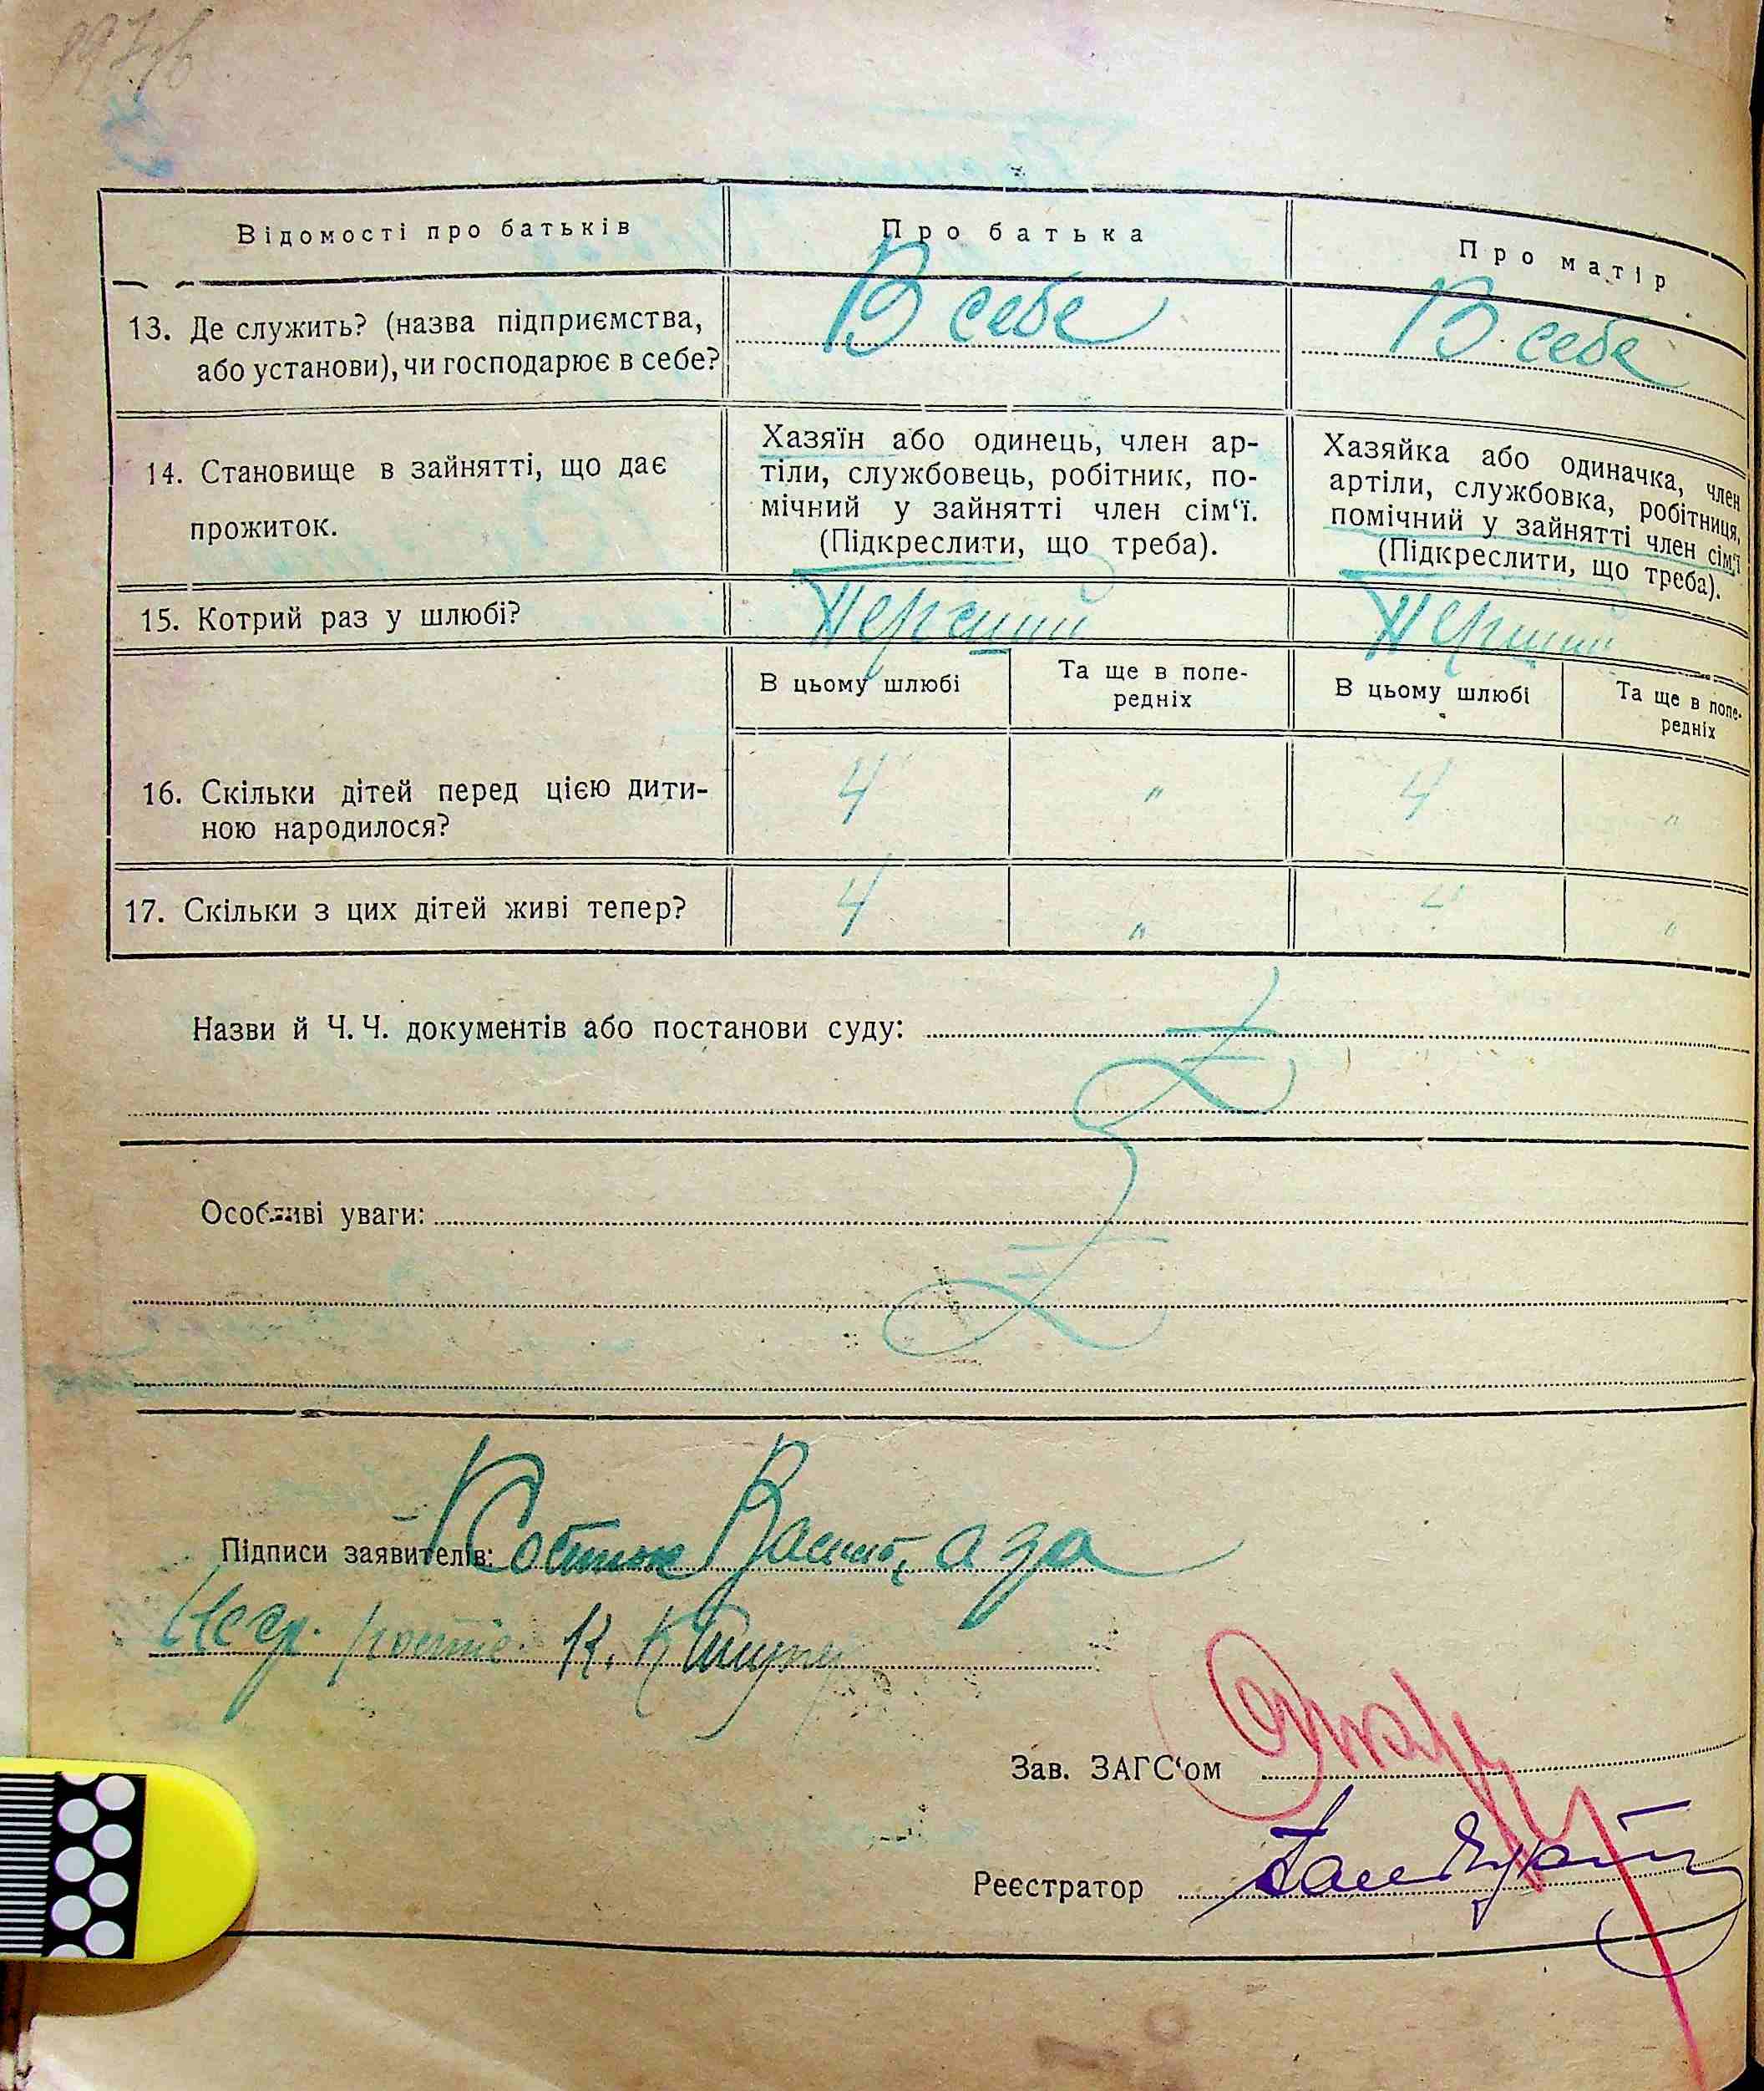 Відомості про батьків Про батька Про матір
13. Де служить? (назва підприємства, або установи), чи господарює в себе? В себе В себе
14. Становище в зайнятті, що дає прожиток.
Хазяїн або одинець, член ар-
тіли, службовець, робітник, по-
мічний у зайнятті член сім‘ї.
(Підкреслити, що треба).
Хазяйка або одиначка, член
артіли, службовка, робітниця,
помічний у зайнятті член сім‘ї
(Підкреслити, що треба).
15. Котрий раз у шлюбі? Перший Перший
В цьому шлюбі Та ще в попе-
редніх В цьому шлюбі Та ще в попе-
редніх
16. Скільки дітей перед цією дити-
ною народилося? 4 " 4 "
17. Скільки з цих дітей живі тепер? 4 " "
Назви й Ч. Ч. документів або постанови суду:
Особливі уваги:
Підписи заявителів: а за
К.
Зав. ЗАГС‘ом
Реєстратор